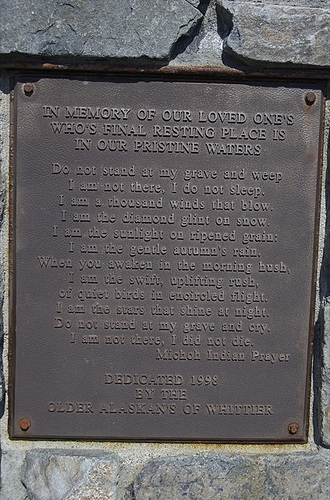 IN MEMORY OF OUR LOVED ONE'S
WHO'S FINAL RESTING PLACE IS
IN OUR PRISTINE WATERS
Do not stand at my grave and weep
I am not there, I do not sleep.
I am a thousand winds that blow.
I am the diamond glint on snow.
I am the sunlight on ripened grain;
I am the gentle autumn's rain.
When you awaken in the morning hush,
I am the swift, uplifting rush,
of quiet birds in encircled flight.
I am the stars that shine at night.
Do not stand at my grave and cry.
I am not there, I did not die.
Michoh Indian Prayer
DEDICATED 1998
BY THE
OLDER ALASKAN'S OF WHITTIER